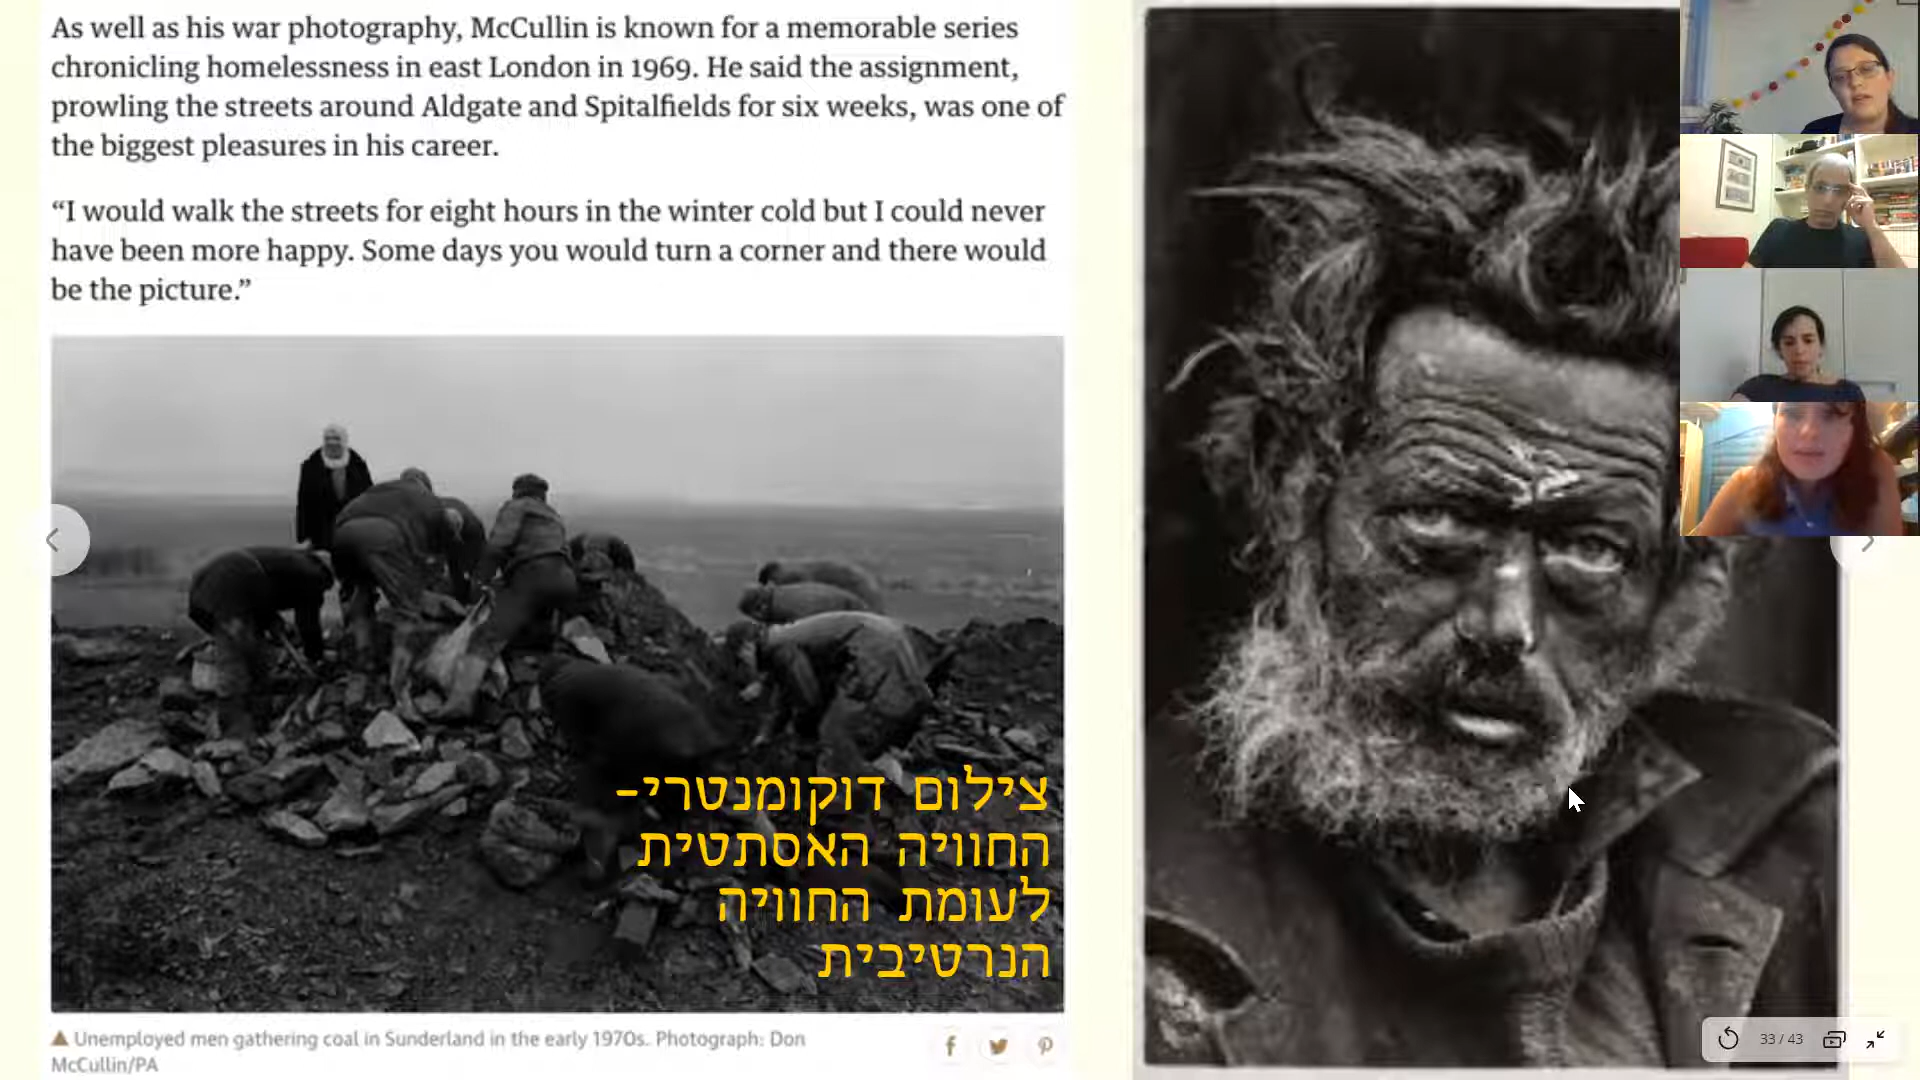 As well as his war photography, McCullin is known for a memorable series
chronicling homelessness in east London in 1969. He said the assignment,
prowling the streets around Aldgate and Spitalfields for six weeks, was one of
the biggest pleasures in his career.
“I would walk the streets for eight hours in the winter cold but I could never
have been more happy. Some days you would turn a corner and there would
be the picture.”
צילום דוקומנטרי-
החוויה האסתטית
לעומת החוויה
הנרטיבית
Unemployed men gathering coal in Sunderland in the early 1970s. Photograph: Don
McCullin/PA
33 / 43